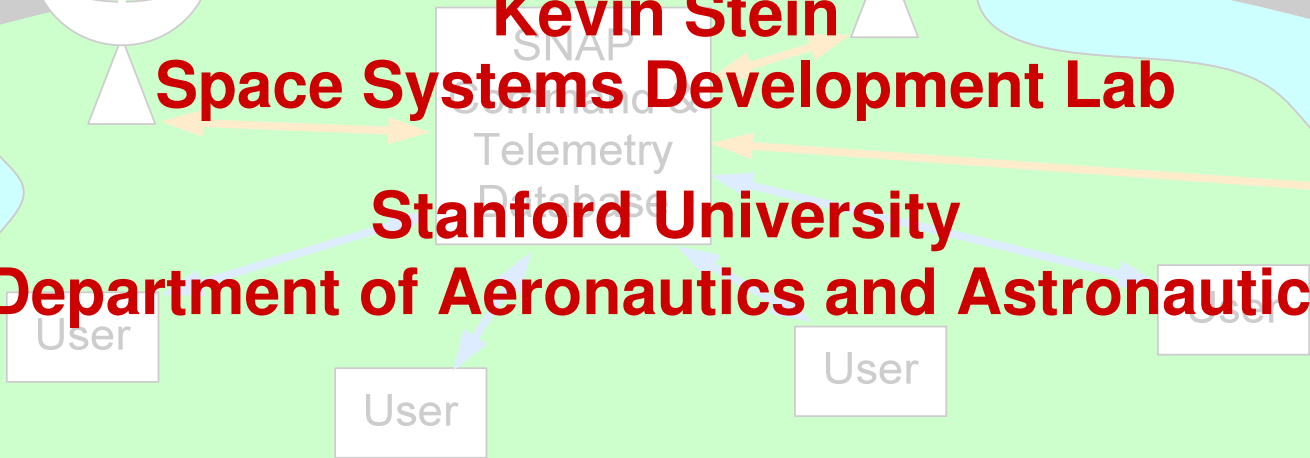 Kevin Stein
SNAP
Space Systems Development Lab
Command &
Telemetry
Database
Stanford University
Department of Aeronautics and Astronautic
User
User
User
User